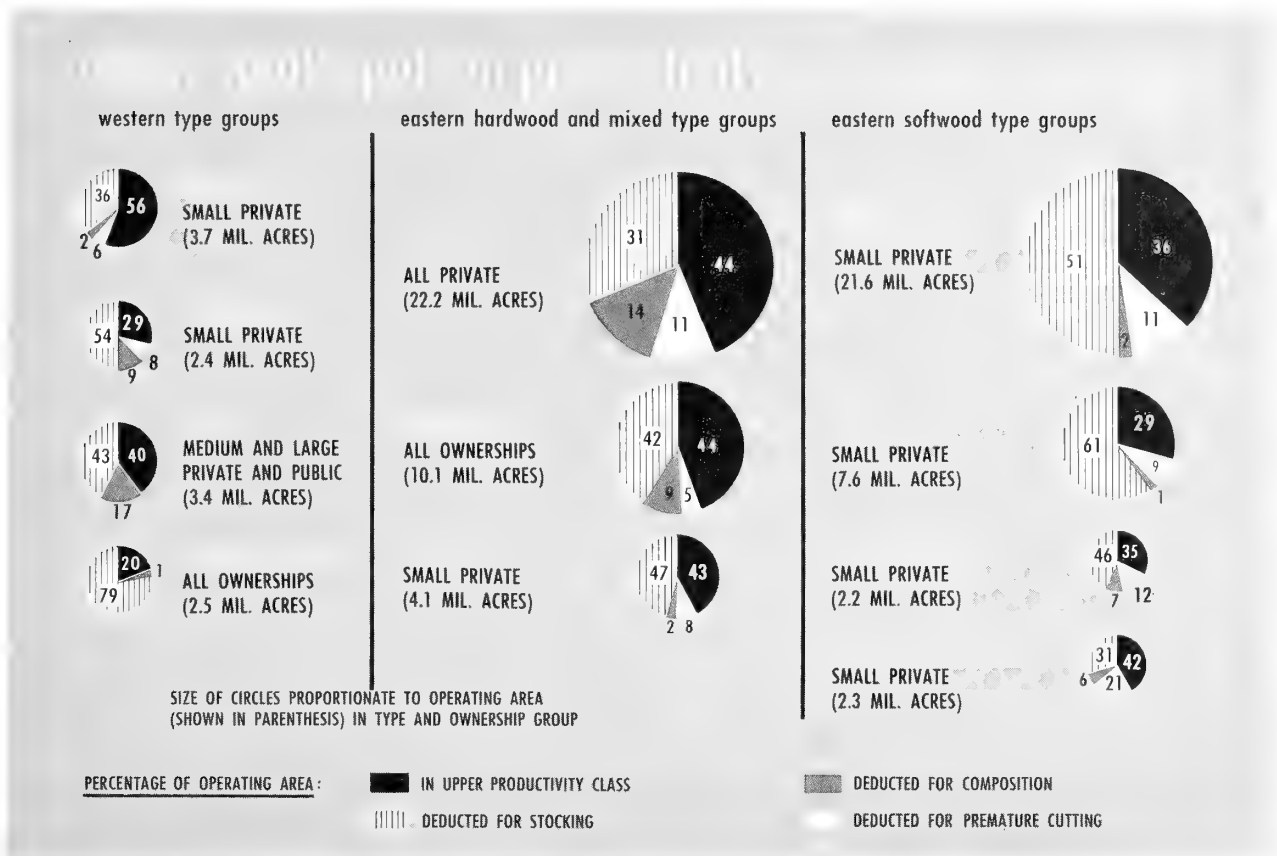 western type groups
36
56
2
6
SMALL PRIVATE
(3.7 MIL. ACRES)
54
29
8
9
SMALL PRIVATE
(2.4 MIL. ACRES)
43
40
17
MEDIUM AND LARGE
PRIVATE AND PUBLIC
(3.4 MIL. ACRES)
20
1
79
ALL OWNERSHIPS
(2.5 MIL. ACRES)
eastern hardwood and mixed type groups
ALL PRIVATE
(22.2 MIL. ACRES)
31
44
14
11
ALL OWNERSHIPS
(10.1 MIL. ACRES)
42
44
9
5
SMALL PRIVATE
(4.1 MIL. ACRES)
47
43
2
8
eastern softwood type groups
SMALL PRIVATE
(21.6 MIL. ACRES)
51
36
11
2
SMALL PRIVATE
(7.6 MIL. ACRES)
61
29
9
1
SMALL PRIVATE
(2.2 MIL. ACRES)
46
35
7
12
SMALL PRIVATE
(2.3 MIL. ACRES)
31
42
6
21
SIZE OF CIRCLES PROPORTIONATE TO OPERATING AREA
(SHOWN IN PARENTHESIS) IN TYPE AND OWNERSHIP GROUP
PERCENTAGE OF OPERATING AREA:
IN UPPER PRODUCTIVITY CLASS
DEDUCTED FOR STOCKING
DEDUCTED FOR COMPOSITION
DEDUCTED FOR PREMATURE CUTTING